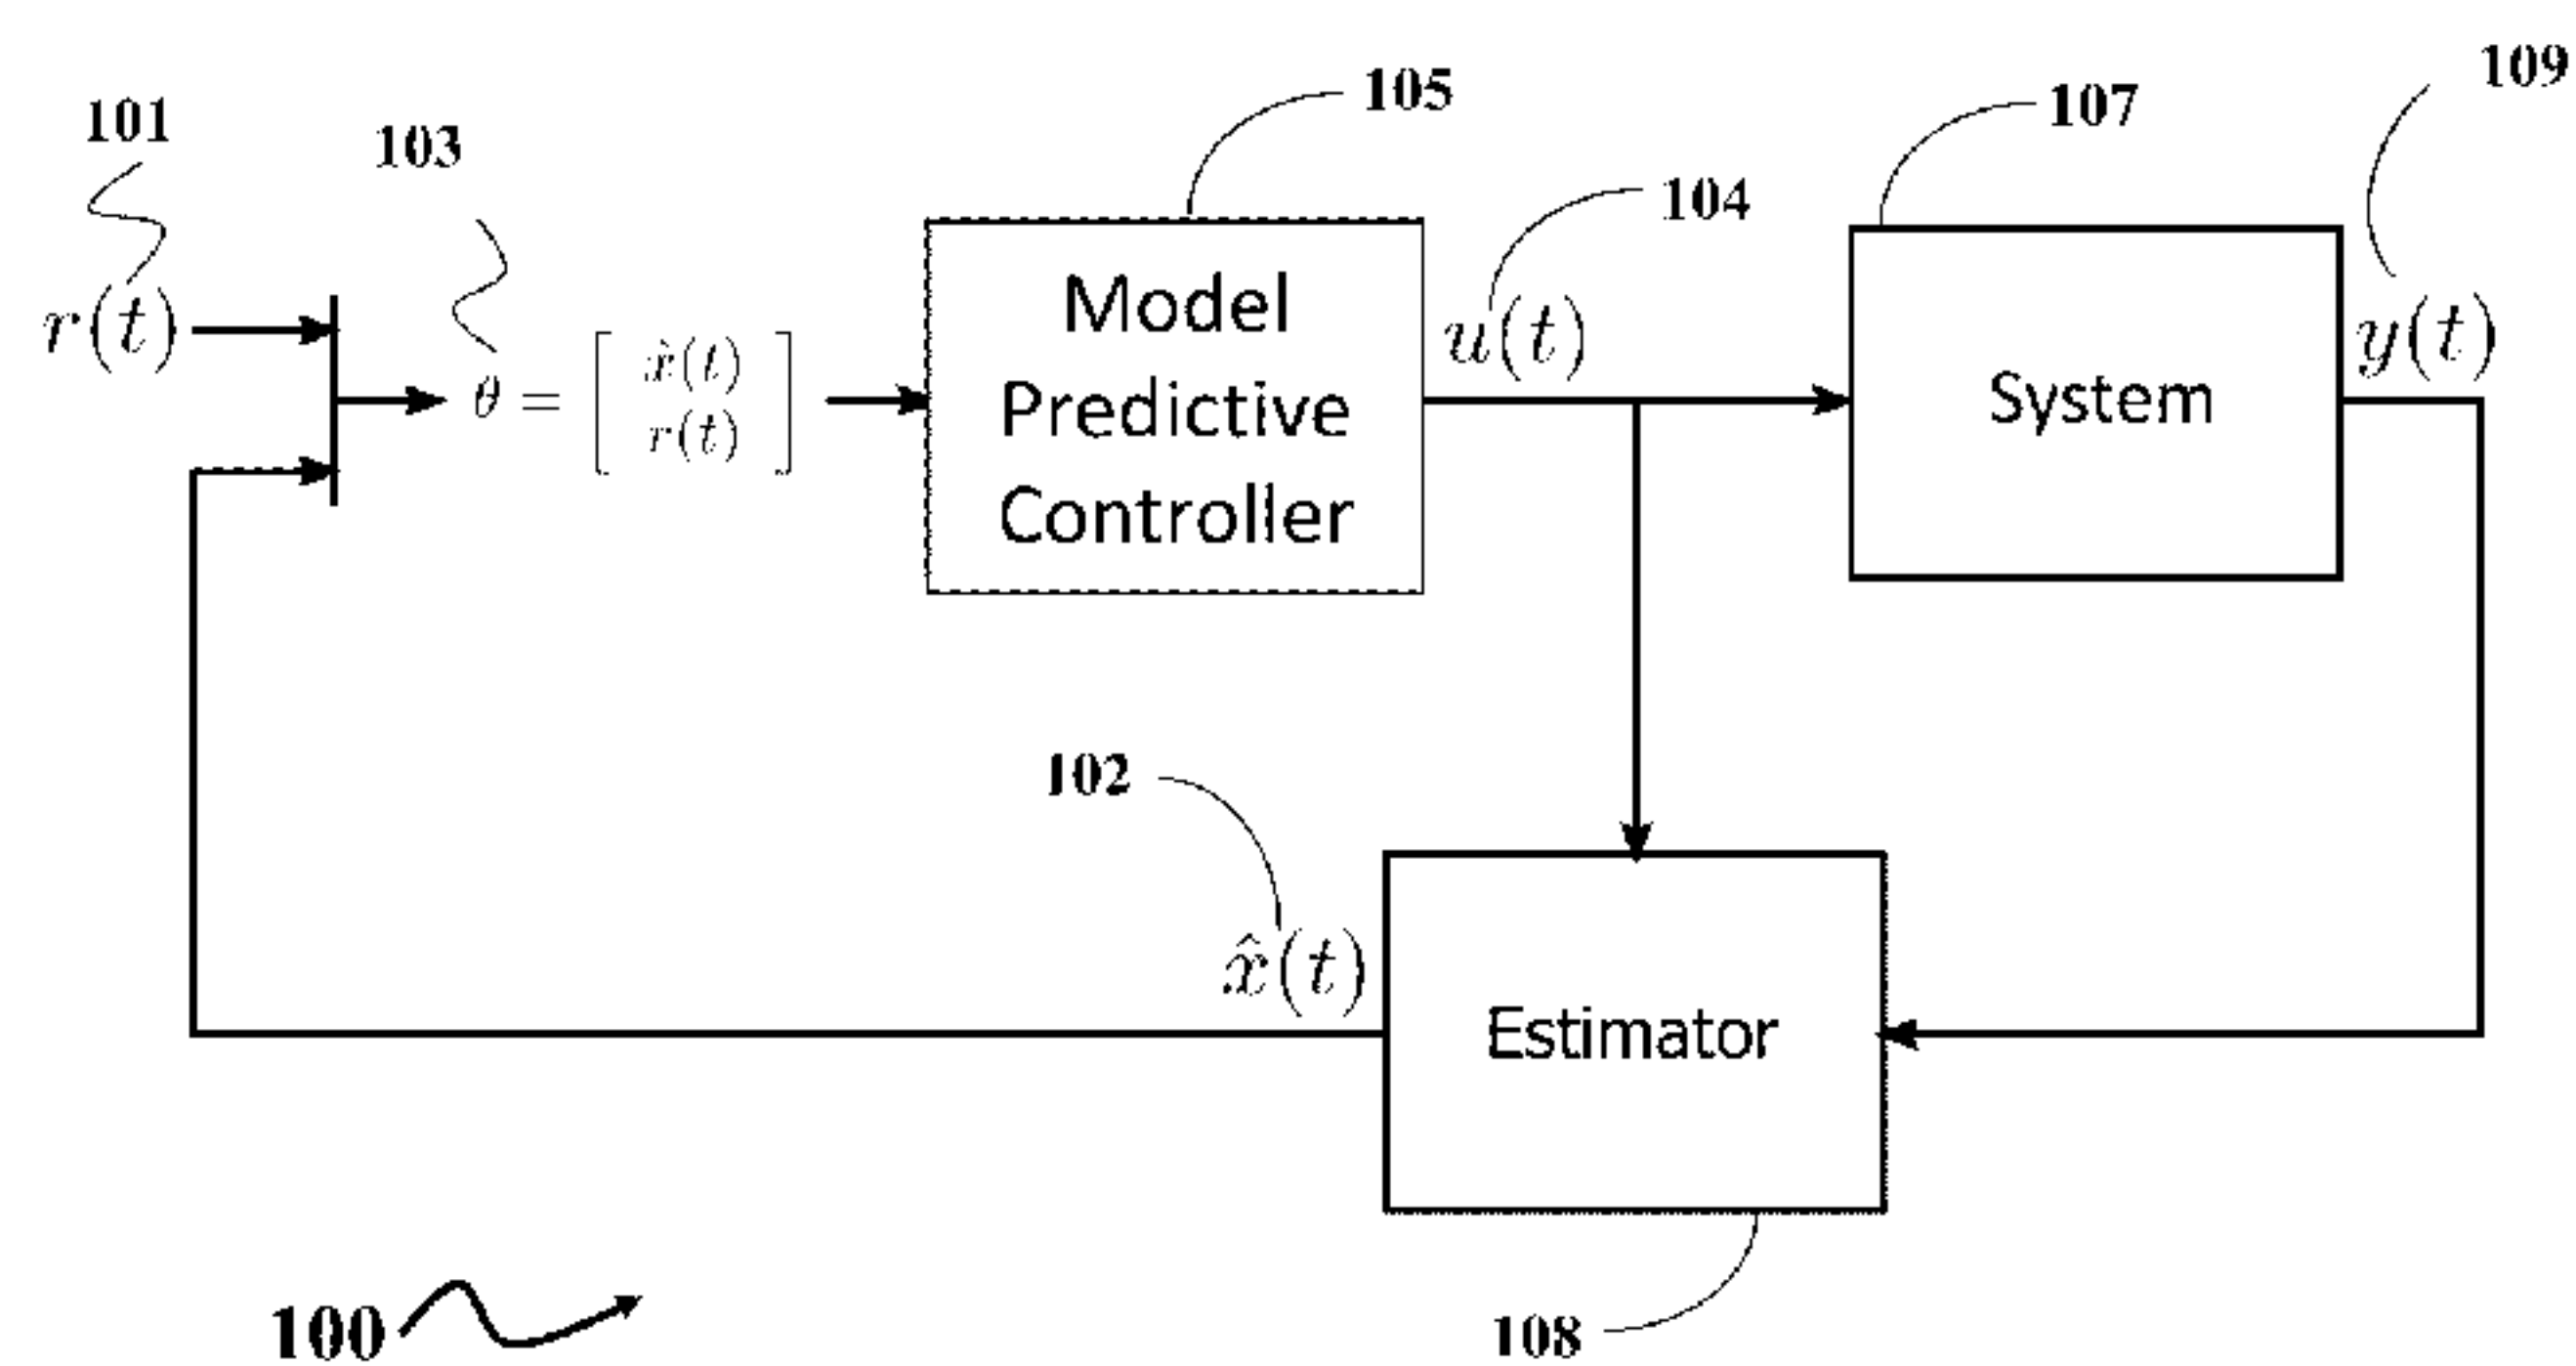 101
103
105
104
107
109
r(t)
θ = [ x̂(t)
r(t) ]
Model
Predictive
Controller
u(t)
System
y(t)
102
x̂(t)
Estimator
100
108